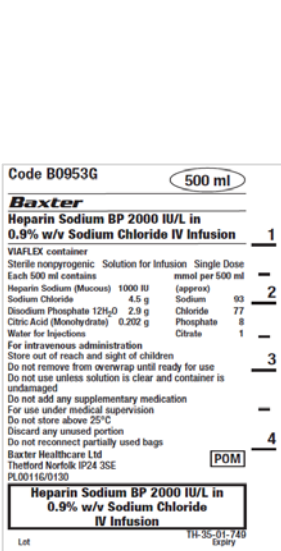 Code B0953G
500 ml
Baxter
Heparin Sodium BP 2000 IU/L in
0.9% w/v Sodium Chloride IV Infusion
1
VIAFLEX container
Sterile nonpyrogenic Solution for Infusion Single Dose
Each 500 ml contains mmol per 500 ml
Heparin Sodium (Mucous) 1000 IU (approx)
2
Sodium Chloride 4.5 g Sodium 93
Disodium Phosphate 12H₂O 2.9 g Chloride 77
Citric Acid (Monohydrate) 0.202 g Phosphate 8
Water for Injections Citrate 1
For intravenous administration
Store out of reach and sight of children
3
Do not remove from overwrap until ready for use
Do not use unless solution is clear and container is
undamaged
Do not add any supplementary medication
For use under medical supervision
Do not store above 25°C
Discard any unused portion
4
Do not reconnect partially used bags
Baxter Healthcare Ltd
Thetford Norfolk IP24 3SE
POM
PL00116/0130
Heparin Sodium BP 2000 IU/L in
0.9% w/v Sodium Chloride
IV Infusion
TH-35-01-749
Lot Expiry